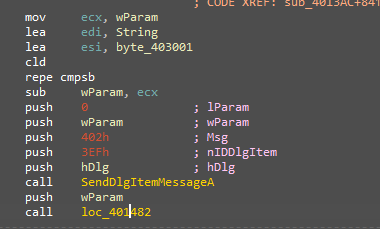 ; CODE XREF: sub_4013AC+841
mov ecx, wParam
lea edi, String
lea esi, byte_403001
cld
repe cmpsb
sub wParam, ecx
push 0 ; lParam
push wParam ; wParam
push 402h ; Msg
push 3EFh ; nIDDlgItem
push hDlg ; hDlg
call SendDlgItemMessageA
push wParam
call loc_401482